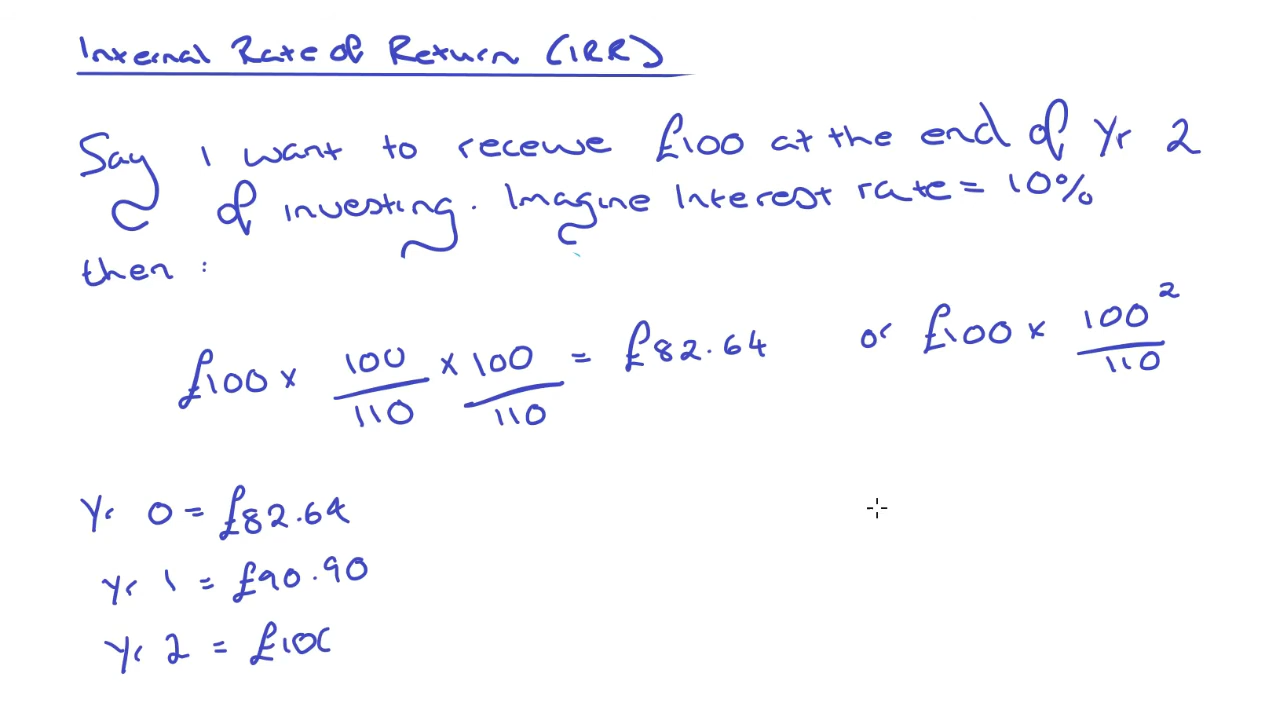 Internal Rate of Return (IRR)
Say I want to receive £100 at the end of Yr 2
of investing. Imagine Interest rate = 10%
then :
£100 × 100/110 × 100/110 = £82.64 or £100 × 100²/110
Yr 0 = £82.64
Yr 1 = £90.90
Yr 2 = £100